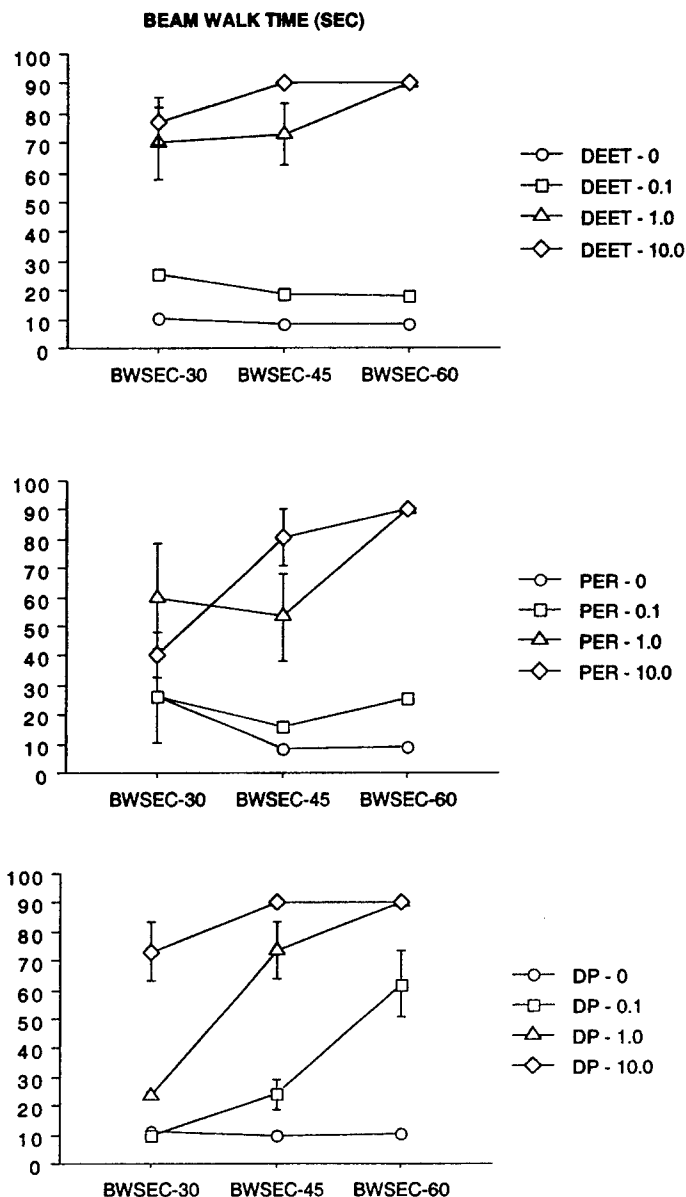 BEAM WALK TIME (SEC)
100
90
80
70
60
50
40
30
20
10
0
BWSEC-30 BWSEC-45 BWSEC-60
DEET - 0
DEET - 0.1
DEET - 1.0
DEET - 10.0
100
90
80
70
60
50
40
30
20
10
0
BWSEC-30 BWSEC-45 BWSEC-60
PER - 0
PER - 0.1
PER - 1.0
PER - 10.0
100
90
80
70
60
50
40
30
20
10
0
BWSEC-30 BWSEC-45 BWSEC-60
DP - 0
DP - 0.1
DP - 1.0
DP - 10.0